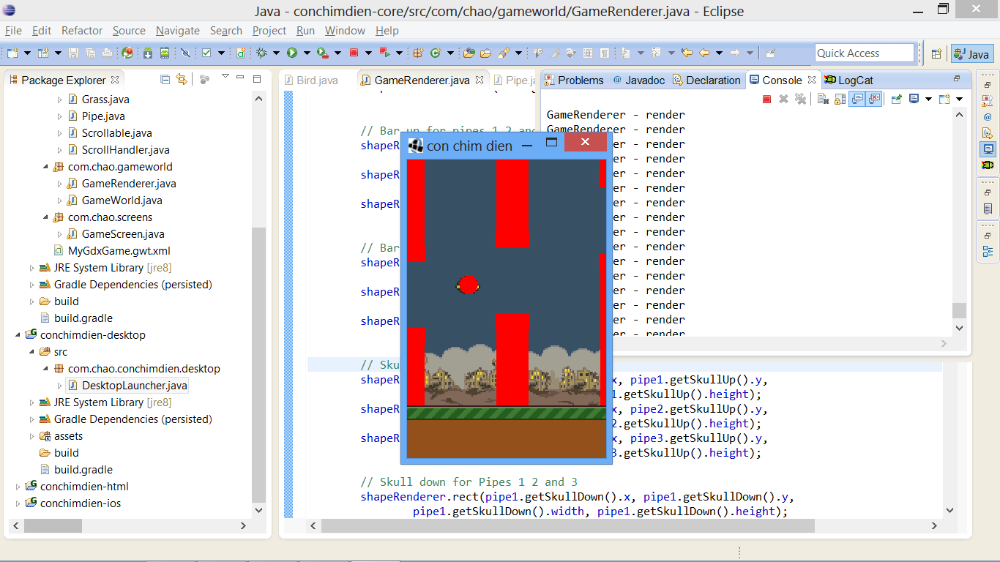 Java - conchimdien-core/src/com/chao/gameworld/GameRenderer.java - Eclipse
File Edit Refactor Source Navigate Search Project Run Window Help
Quick Access
Java
Package Explorer
Grass.java
Pipe.java
Scrollable.java
ScrollHandler.java
com.chao.gameworld
GameRenderer.java
GameWorld.java
com.chao.screens
GameScreen.java
MyGdxGame.gwt.xml
JRE System Library [jre8]
Gradle Dependencies (persisted)
build
build.gradle
conchimdien-desktop
src
com.chao.conchimdien.desktop
DesktopLauncher.java
JRE System Library [jre8]
Gradle Dependencies (persisted)
assets
build
build.gradle
conchimdien-html
conchimdien-ios
Bird.java GameRenderer.java Pipe.ja
// Bar up for pipes 1 2 and
shapeR
shapeR
shapeR
// Bar
shapeR
shapeR
shapeR
// Sku
shapeR x, pipe1.getSkullUp().y,
1.getSkullUp().height);
shapeR x, pipe2.getSkullUp().y,
2.getSkullUp().height);
shapeR x, pipe3.getSkullUp().y,
3.getSkullUp().height);
// Skull down for Pipes 1 2 and 3
shapeRenderer.rect(pipe1.getSkullDown().x, pipe1.getSkullDown().y,
pipe1.getSkullDown().width, pipe1.getSkullDown().height);
Problems @ Javadoc Declaration Console LogCat
GameRenderer - render
GameRenderer - render
derer - render
er - render
er - render
er - render
er - render
er - render
er - render
er - render
er - render
er - render
er - render
er - render
er - render
er - render
con chim dien